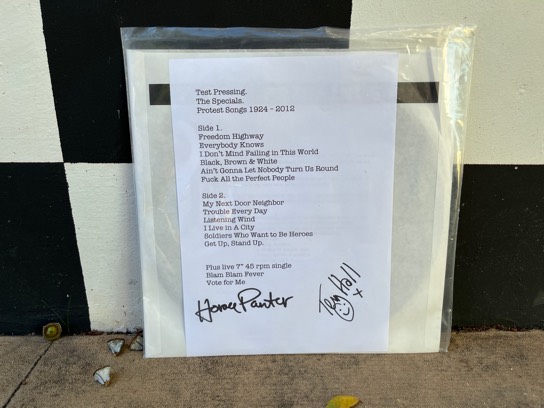 Test Pressing.
The Specials.
Protest Songs 1924 – 2012
Side 1.
Freedom Highway
Everybody Knows
I Don't Mind Failing in This World
Black, Brown & White
Ain't Gonna Let Nobody Turn Us Round
Fuck All the Perfect People
Side 2.
My Next Door Neighbor
Trouble Every Day
Listening Wind
I Live in A City
Soldiers Who Want to Be Heroes
Get Up, Stand Up.
Plus live 7" 45 rpm single
Blam Blam Fever
Vote for Me
Horace Panter
Terry Hall
x